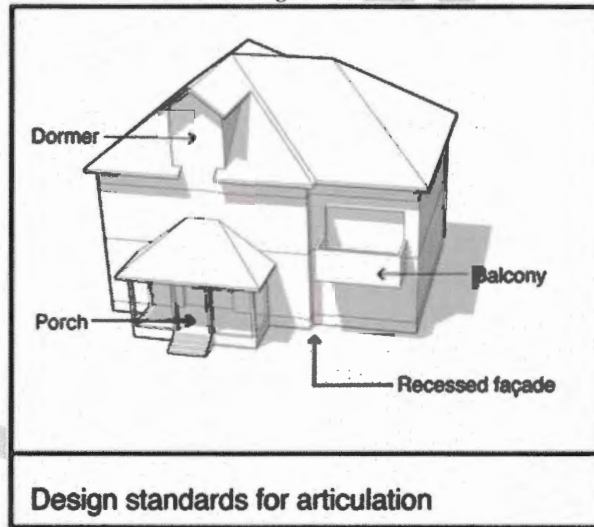 Dormer
Balcony
Porch
Recessed façade
Design standards for articulation